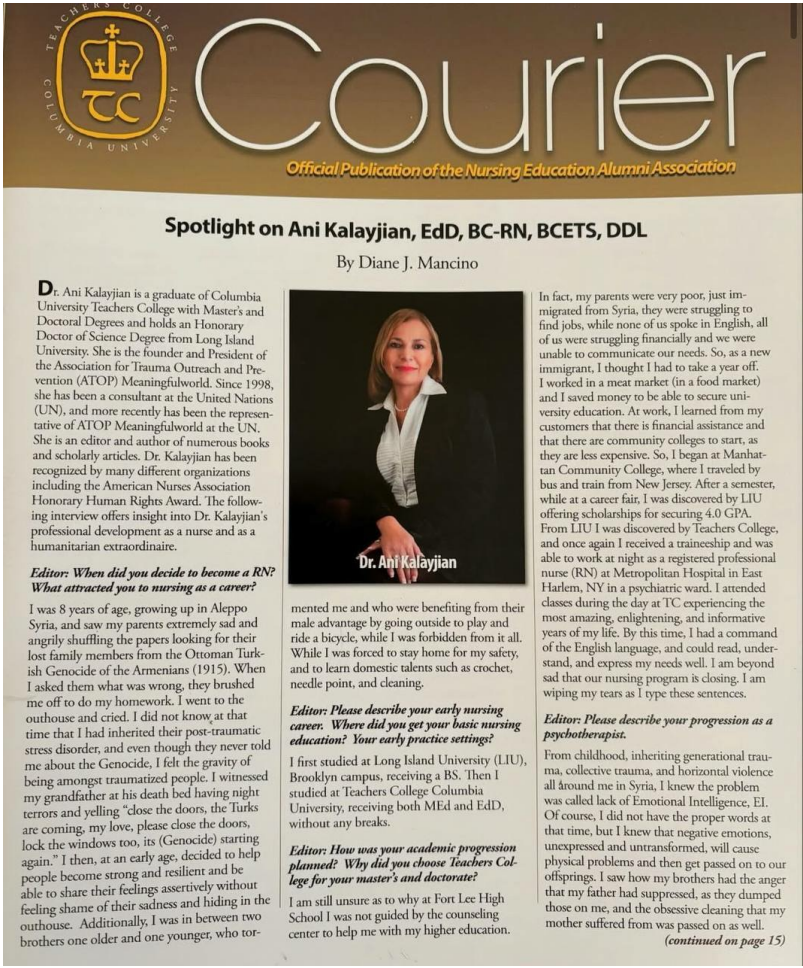 TEACHERS COLLEGE
COLUMBIA UNIVERSITY
TC
Courier
Official Publication of the Nursing Education Alumni Association
Spotlight on Ani Kalayjian, EdD, BC-RN, BCETS, DDL
By Diane J. Mancino
Dr. Ani Kalayjian is a graduate of Columbia
University Teachers College with Master's and
Doctoral Degrees and holds an Honorary
Doctor of Science Degree from Long Island
University. She is the founder and President of
the Association for Trauma Outreach and Pre-
vention (ATOP) Meaningfulworld. Since 1998,
she has been a consultant at the United Nations
(UN), and more recently has been the represen-
tative of ATOP Meaningfulworld at the UN.
She is an editor and author of numerous books
and scholarly articles. Dr. Kalayjian has been
recognized by many different organizations
including the American Nurses Association
Honorary Human Rights Award. The follow-
ing interview offers insight into Dr. Kalayjian's
professional development as a nurse and as a
humanitarian extraordinaire.
Editor: When did you decide to become a RN?
What attracted you to nursing as a career?
I was 8 years of age, growing up in Aleppo
Syria, and saw my parents extremely sad and
angrily shuffling the papers looking for their
lost family members from the Ottoman Turk-
ish Genocide of the Armenians (1915). When
I asked them what was wrong, they brushed
me off to do my homework. I went to the
outhouse and cried. I did not know at that
time that I had inherited their post-traumatic
stress disorder, and even though they never told
me about the Genocide, I felt the gravity of
being amongst traumatized people. I witnessed
my grandfather at his death bed having night
terrors and yelling "close the doors, the Turks
are coming, my love, please close the doors,
lock the windows too, its (Genocide) starting
again." I then, at an early age, decided to help
people become strong and resilient and be
able to share their feelings assertively without
feeling shame of their sadness and hiding in the
outhouse. Additionally, I was in between two
brothers one older and one younger, who tor-
Dr. Ani Kalayjian
mented me and who were benefiting from their
male advantage by going outside to play and
ride a bicycle, while I was forbidden from it all.
While I was forced to stay home for my safety,
and to learn domestic talents such as crochet,
needle point, and cleaning.
Editor: Please describe your early nursing
career. Where did you get your basic nursing
education? Your early practice settings?
I first studied at Long Island University (LIU),
Brooklyn campus, receiving a BS. Then I
studied at Teachers College Columbia
University, receiving both MEd and EdD,
without any breaks.
Editor: How was your academic progression
planned? Why did you choose Teachers Col-
lege for your master's and doctorate?
I am still unsure as to why at Fort Lee High
School I was not guided by the counseling
center to help me with my higher education.
In fact, my parents were very poor, just im-
migrated from Syria, they were struggling to
find jobs, while none of us spoke in English, all
of us were struggling financially and we were
unable to communicate our needs. So, as a new
immigrant, I thought I had to take a year off.
I worked in a meat market (in a food market)
and I saved money to be able to secure uni-
versity education. At work, I learned from my
customers that there is financial assistance and
that there are community colleges to start, as
they are less expensive. So, I began at Manhat-
tan Community College, where I traveled by
bus and train from New Jersey. After a semester,
while at a career fair, I was discovered by LIU
offering scholarships for securing 4.0 GPA.
From LIU I was discovered by Teachers College,
and once again I received a traineeship and was
able to work at night as a registered professional
nurse (RN) at Metropolitan Hospital in East
Harlem, NY in a psychiatric ward. I attended
classes during the day at TC experiencing the
most amazing, enlightening, and informative
years of my life. By this time, I had a command
of the English language, and could read, under-
stand, and express my needs well. I am beyond
sad that our nursing program is closing. I am
wiping my tears as I type these sentences.
Editor: Please describe your progression as a
psychotherapist.
From childhood, inheriting generational trau-
ma, collective trauma, and horizontal violence
all around me in Syria, I knew the problem
was called lack of Emotional Intelligence, EI.
Of course, I did not have the proper words at
that time, but I knew that negative emotions,
unexpressed and untransformed, will cause
physical problems and then get passed on to our
offsprings. I saw how my brothers had the anger
that my father had suppressed, as they dumped
those on me, and the obsessive cleaning that my
mother suffered from was passed on as well.
(continued on page 15)